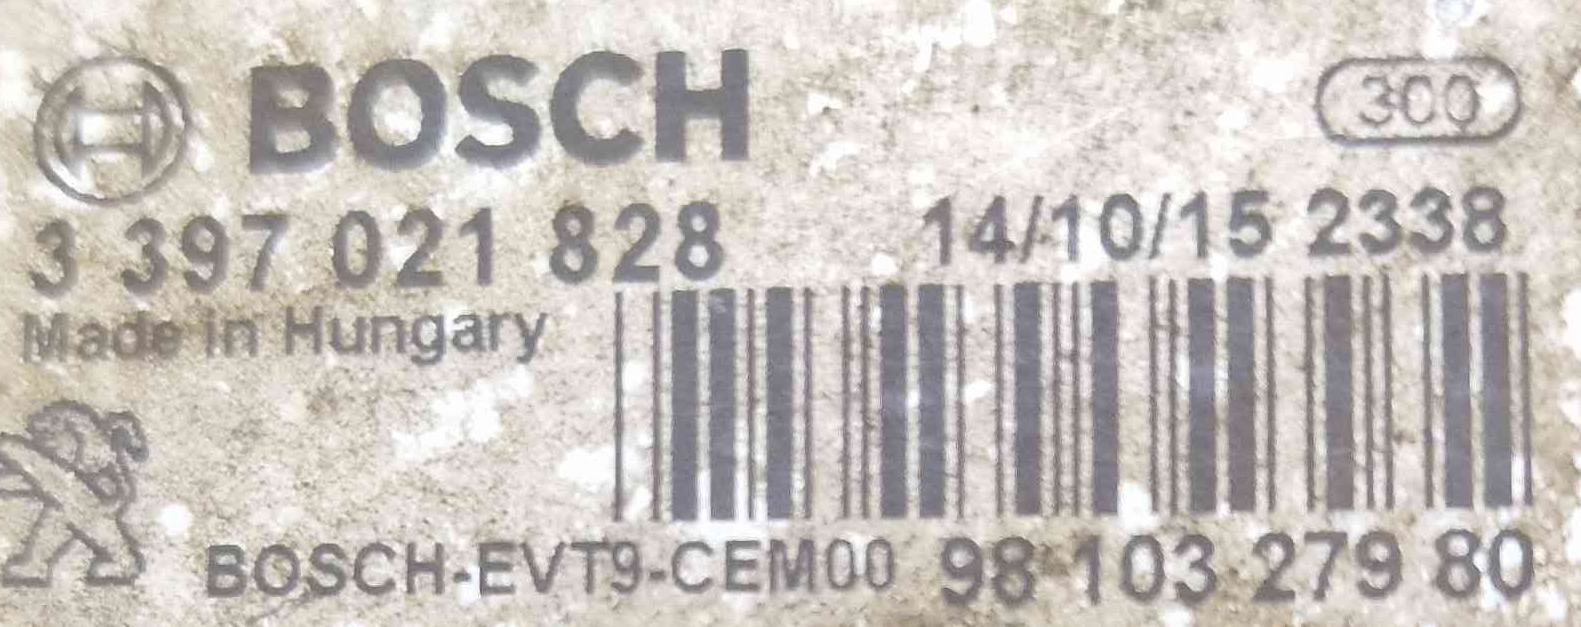 BOSCH
300
3 397 021 828
14/10/15 2338
Made in Hungary
BOSCH-EVT9-CEM00 98 103 279 80